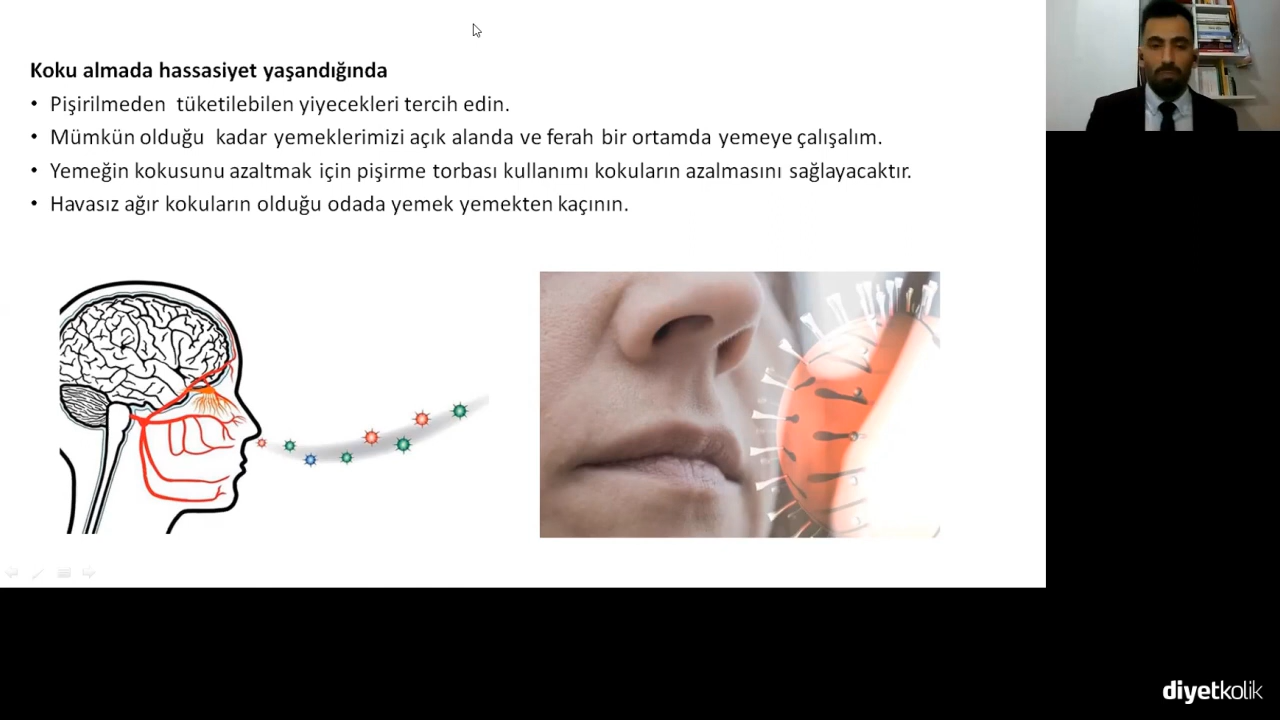 Koku almada hassasiyet yaşandığında
• Pişirilmeden tüketilebilen yiyecekleri tercih edin.
• Mümkün olduğu kadar yemeklerimizi açık alanda ve ferah bir ortamda yemeye çalışalım.
• Yemeğin kokusunu azaltmak için pişirme torbası kullanımı kokuların azalmasını sağlayacaktır.
• Havasız ağır kokuların olduğu odada yemek yemekten kaçının.
diyetkolik